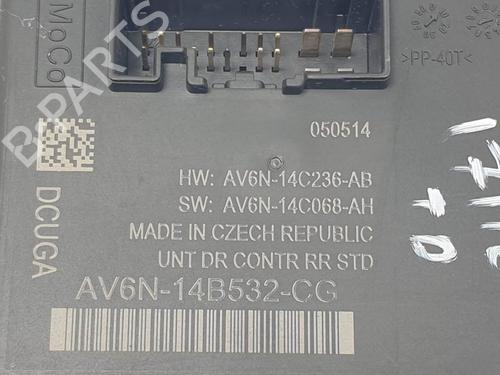 MoCo
B-PARTS
>PP-40T<
050514
HW: AV6N-14C236-AB
SW: AV6N-14C068-AH
MADE IN CZECH REPUBLIC
UNT DR CONTR RR STD
DCUGA
AV6N-14B532-CG